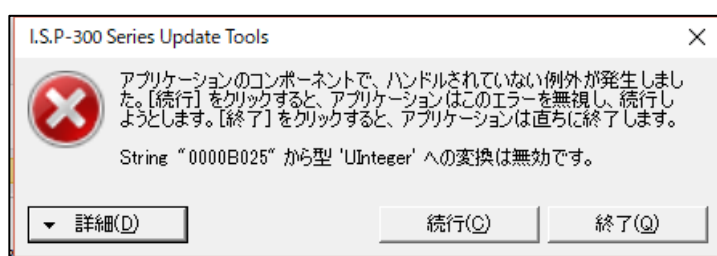 I.S.P-300 Series Update Tools
アプリケーションのコンポーネントで、ハンドルされていない例外が発生しまし
た。[続行] をクリックすると、アプリケーションはこのエラーを無視し、続行し
ようとします。[終了] をクリックすると、アプリケーションは直ちに終了します。
String “0000B025” から型 'UInteger' への変換は無効です。
詳細(D)
続行(C)
終了(Q)